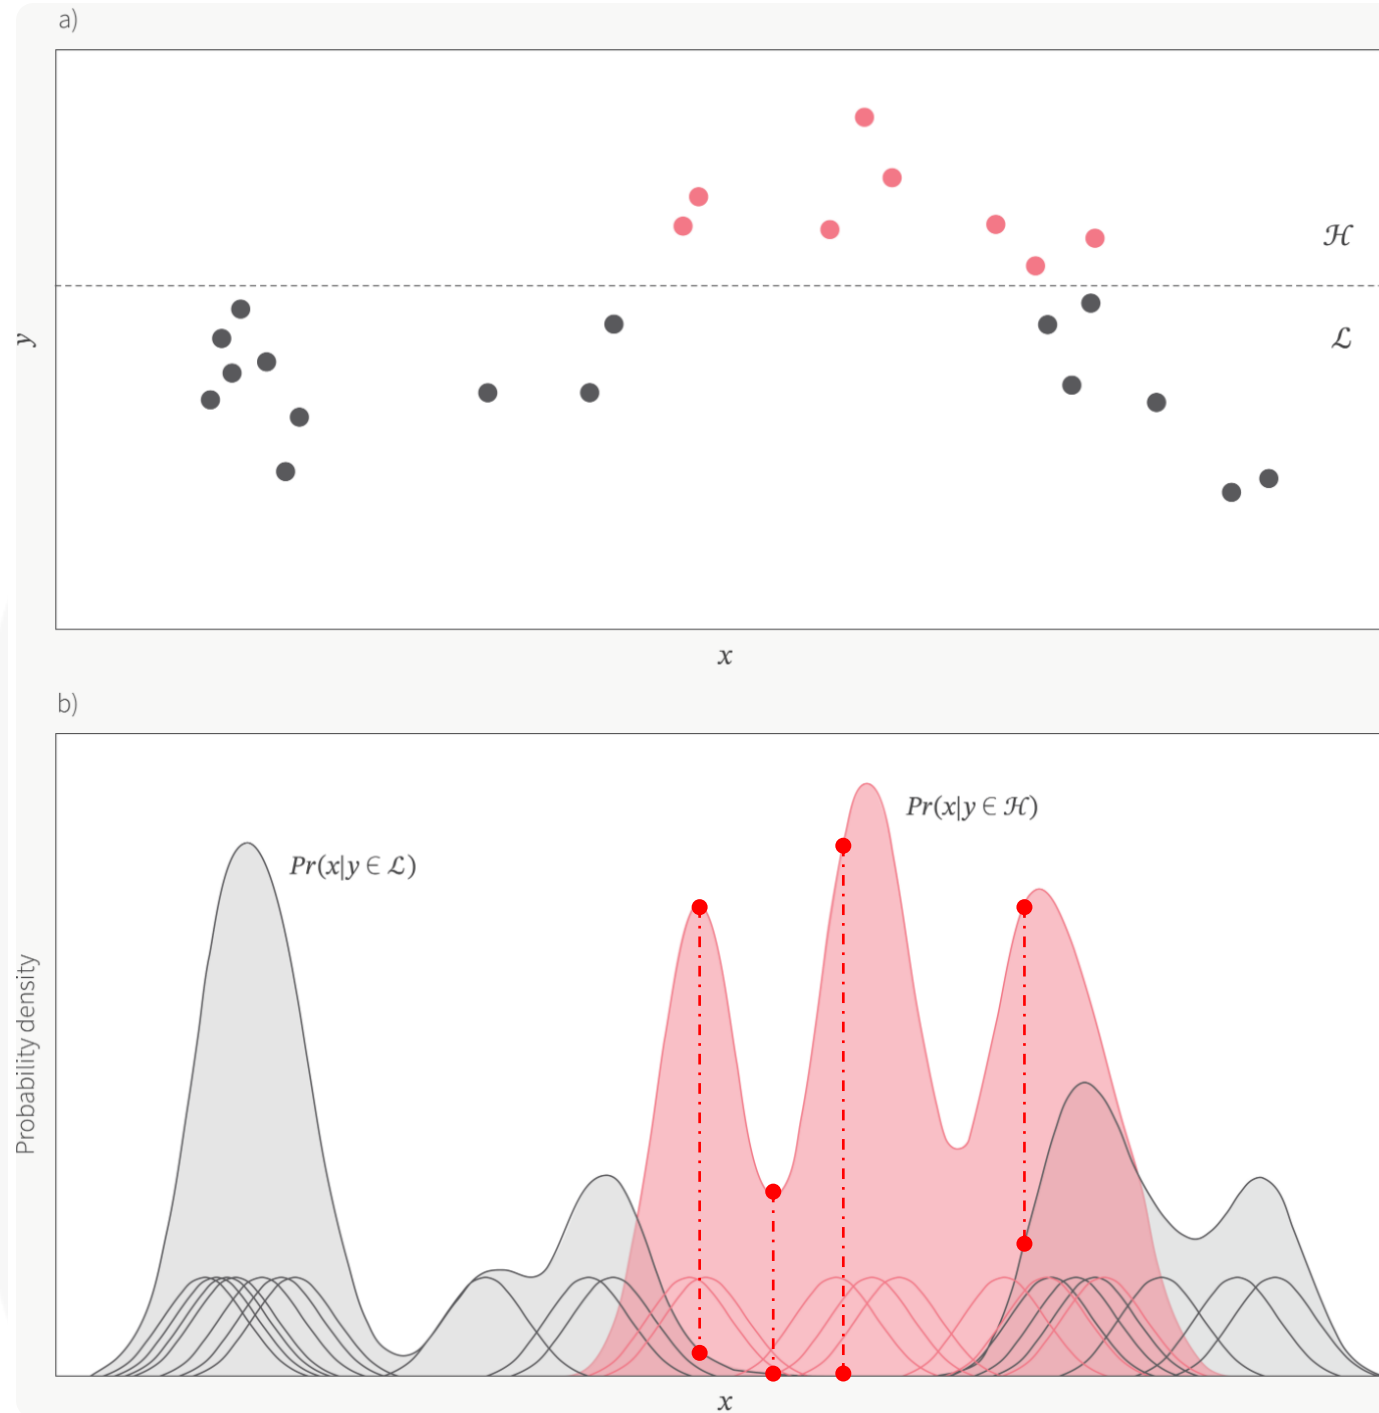 a)
ℋ
ℒ
y
x
b)
Pr(x|y ∈ ℋ)
Pr(x|y ∈ ℒ)
Probability density
x